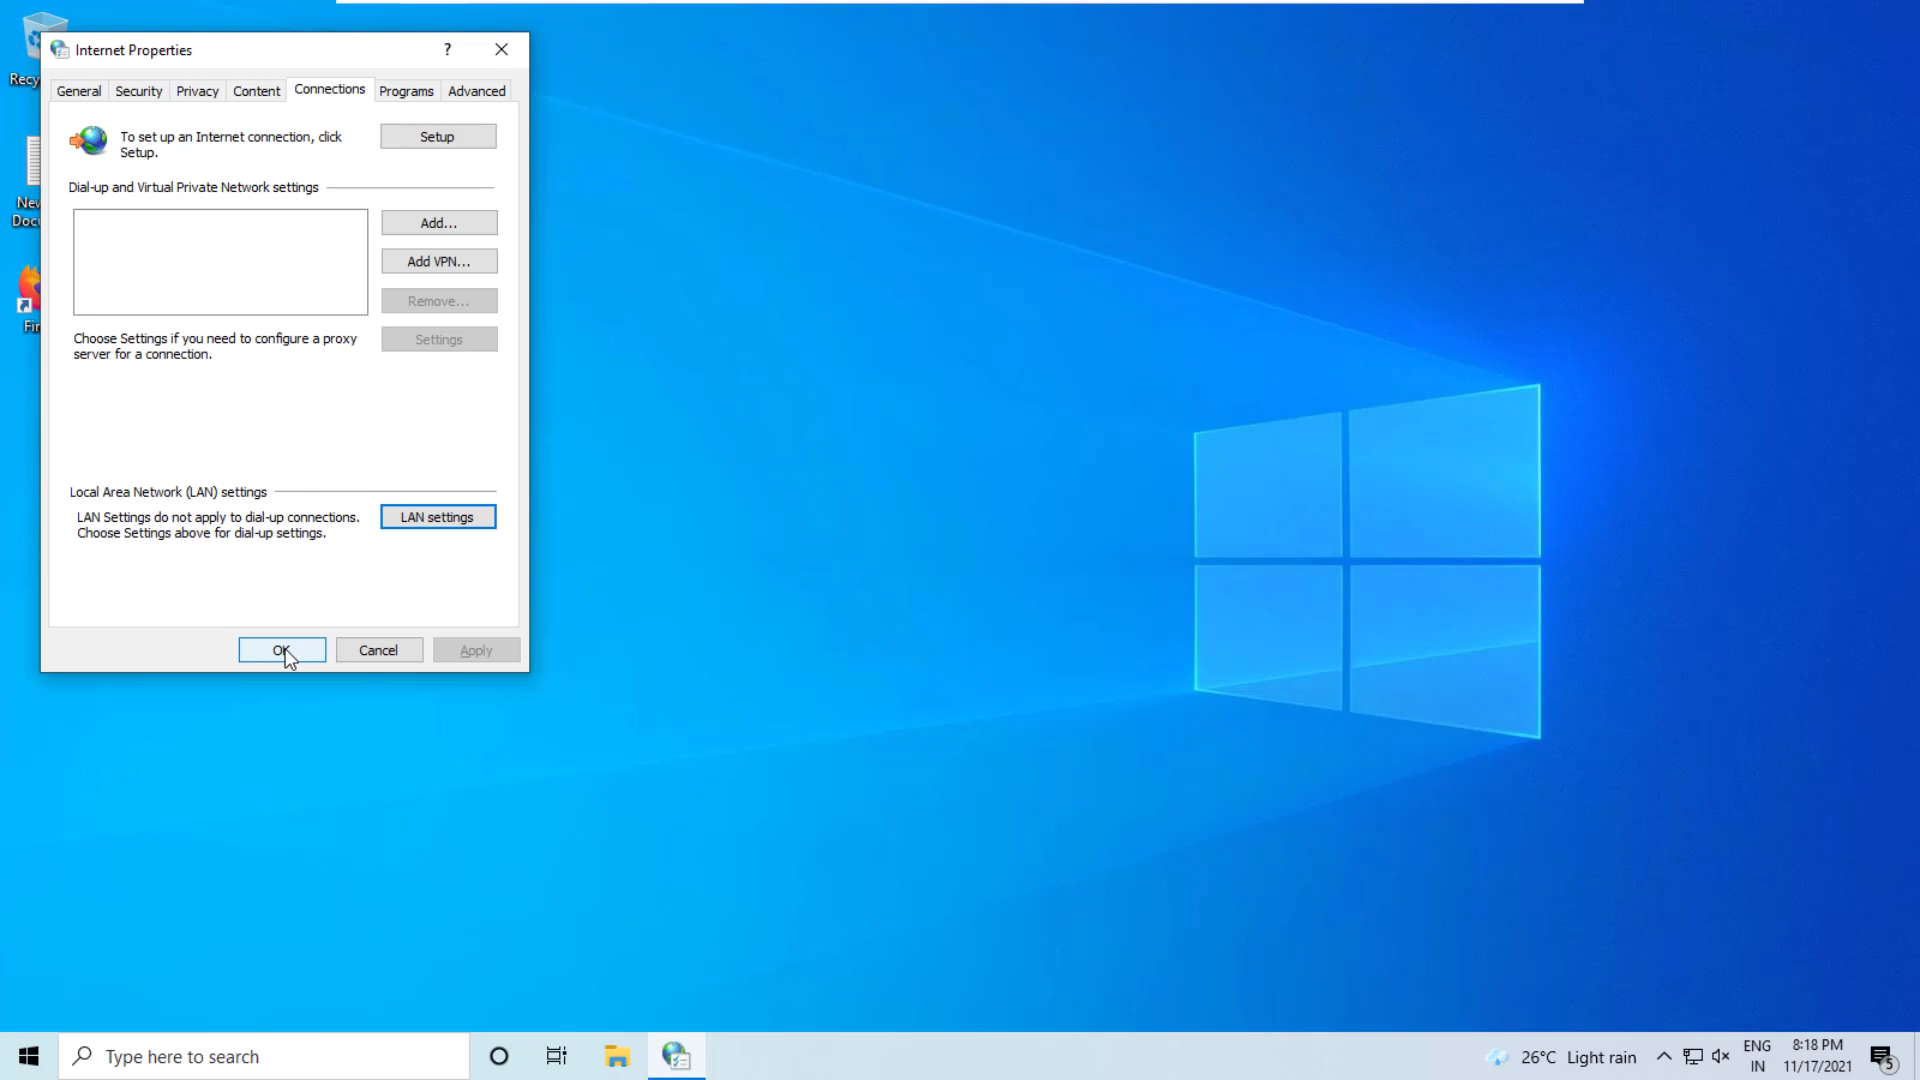 Internet Properties
?
General Security Privacy Content Connections Programs Advanced
To set up an Internet connection, click
Setup.
Setup
Dial-up and Virtual Private Network settings
Add...
Add VPN...
Remove...
Choose Settings if you need to configure a proxy
server for a connection.
Settings
Local Area Network (LAN) settings
LAN Settings do not apply to dial-up connections.
Choose Settings above for dial-up settings.
LAN settings
OK Cancel Apply
Type here to search
26°C Light rain
ENG
IN
8:18 PM
11/17/2021
5